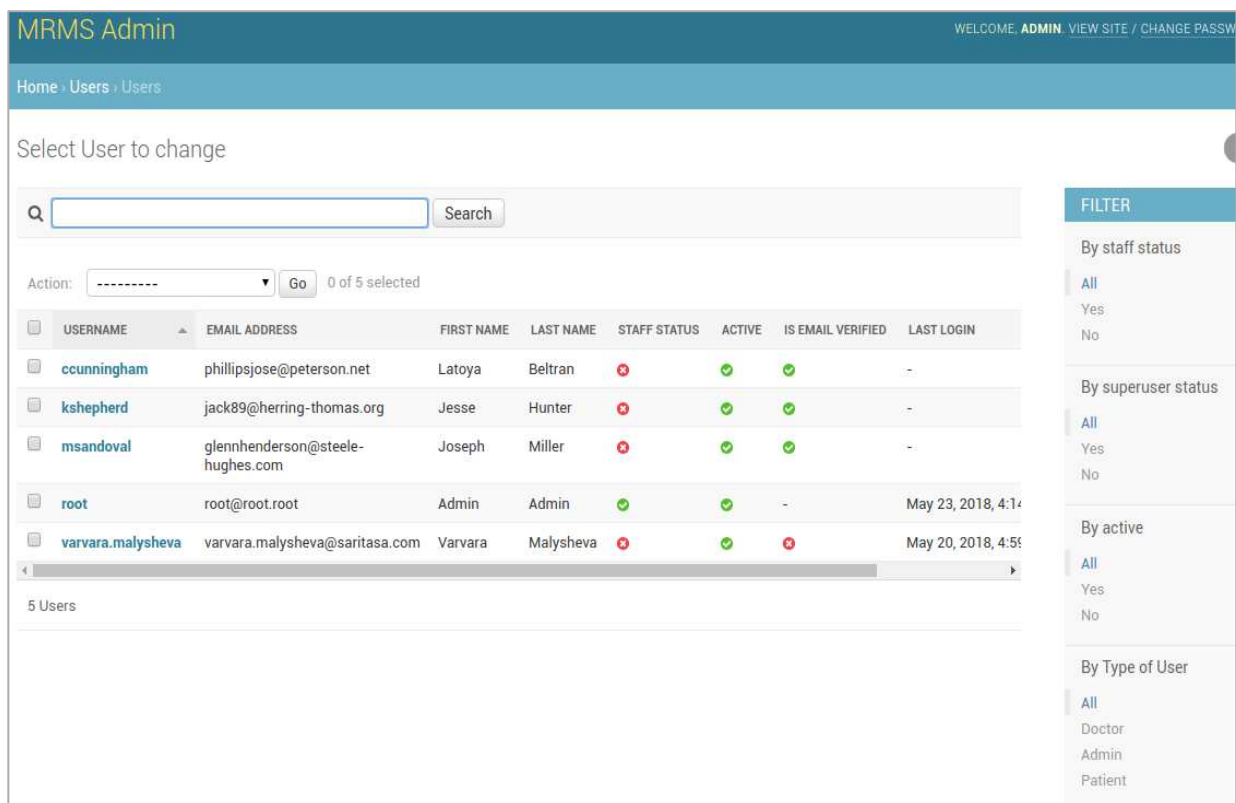 MRMS Admin
WELCOME, ADMIN. VIEW SITE / CHANGE PASSW
Home › Users › Users
Select User to change
Search
Action: --------- Go 0 of 5 selected
USERNAME EMAIL ADDRESS FIRST NAME LAST NAME STAFF STATUS ACTIVE IS EMAIL VERIFIED LAST LOGIN
ccunningham phillipsjose@peterson.net Latoya Beltran -
kshepherd jack89@herring-thomas.org Jesse Hunter -
msandoval glennhenderson@steele- Joseph Miller -
hughes.com
root root@root.root Admin Admin - May 23, 2018, 4:14
varvara.malysheva varvara.malysheva@saritasa.com Varvara Malysheva May 20, 2018, 4:59
5 Users
FILTER
By staff status
All
Yes
No
By superuser status
All
Yes
No
By active
All
Yes
No
By Type of User
All
Doctor
Admin
Patient